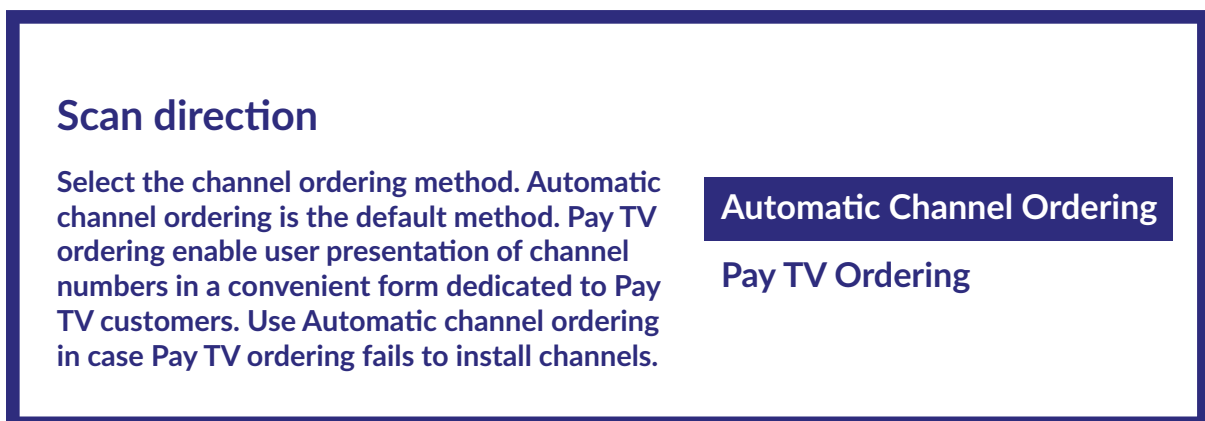 Scan direction
Select the channel ordering method. Automatic
channel ordering is the default method. Pay TV
ordering enable user presentation of channel
numbers in a convenient form dedicated to Pay
TV customers. Use Automatic channel ordering
in case Pay TV ordering fails to install channels.
Automatic Channel Ordering
Pay TV Ordering